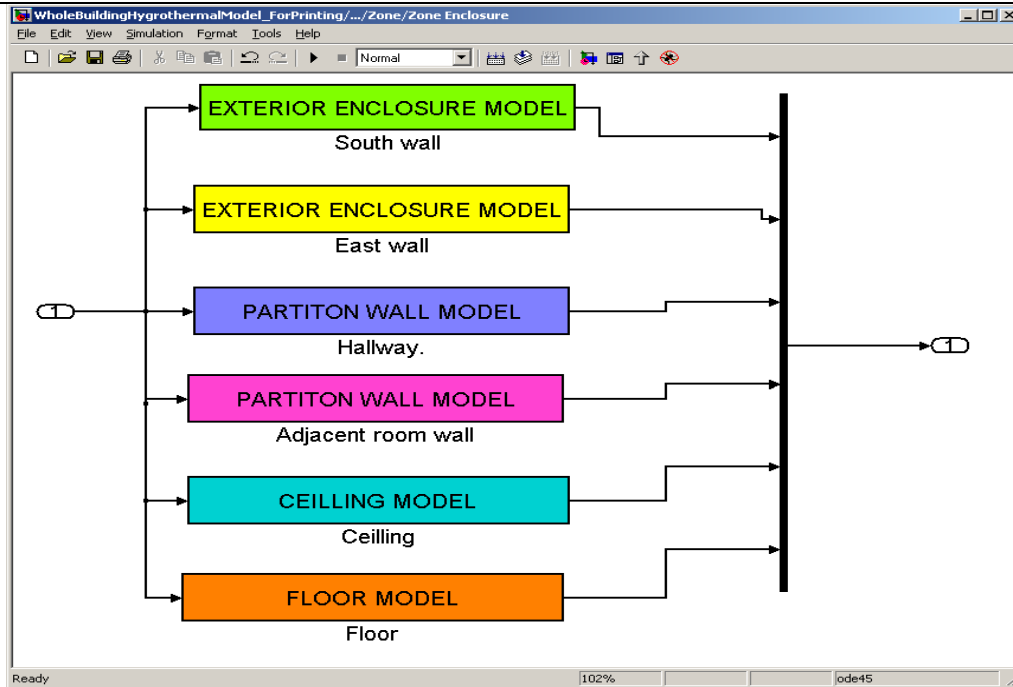 WholeBuildingHygrothermalModel_ForPrinting/.../Zone/Zone Enclosure
File Edit View Simulation Format Tools Help
Normal
EXTERIOR ENCLOSURE MODEL
South wall
EXTERIOR ENCLOSURE MODEL
East wall
1
PARTITON WALL MODEL
Hallway.
1
PARTITON WALL MODEL
Adjacent room wall
CEILLING MODEL
Ceilling
FLOOR MODEL
Floor
Ready 102% ode45